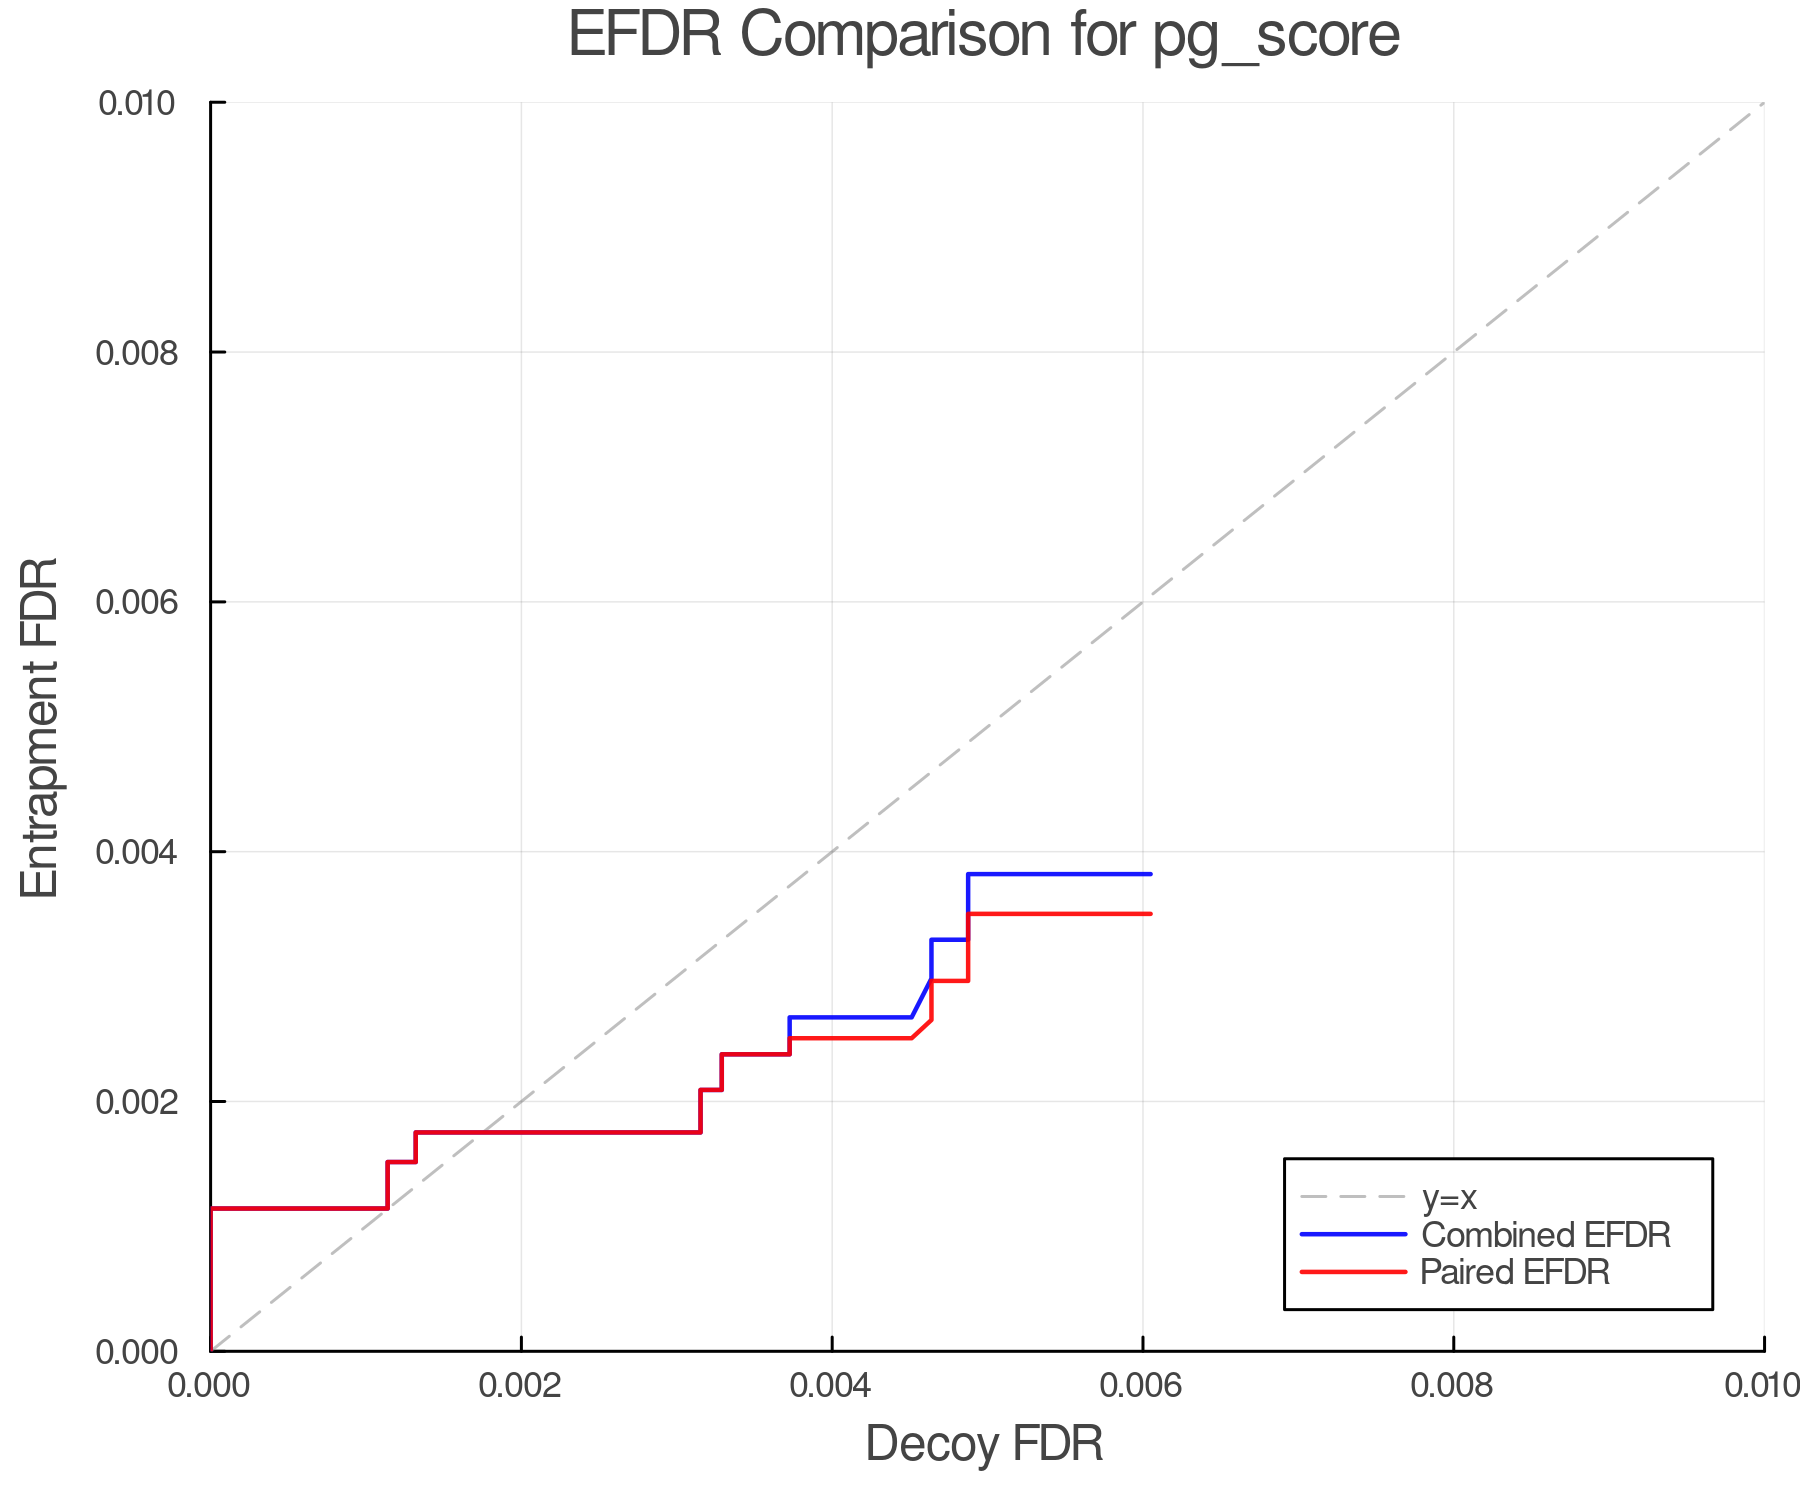 EFDR Comparison for pg_score
0.010
0.008
0.006
0.004
0.002
0.000
Entrapment FDR
y=x
Combined EFDR
Paired EFDR
0.000 0.002 0.004 0.006 0.008 0.010
Decoy FDR